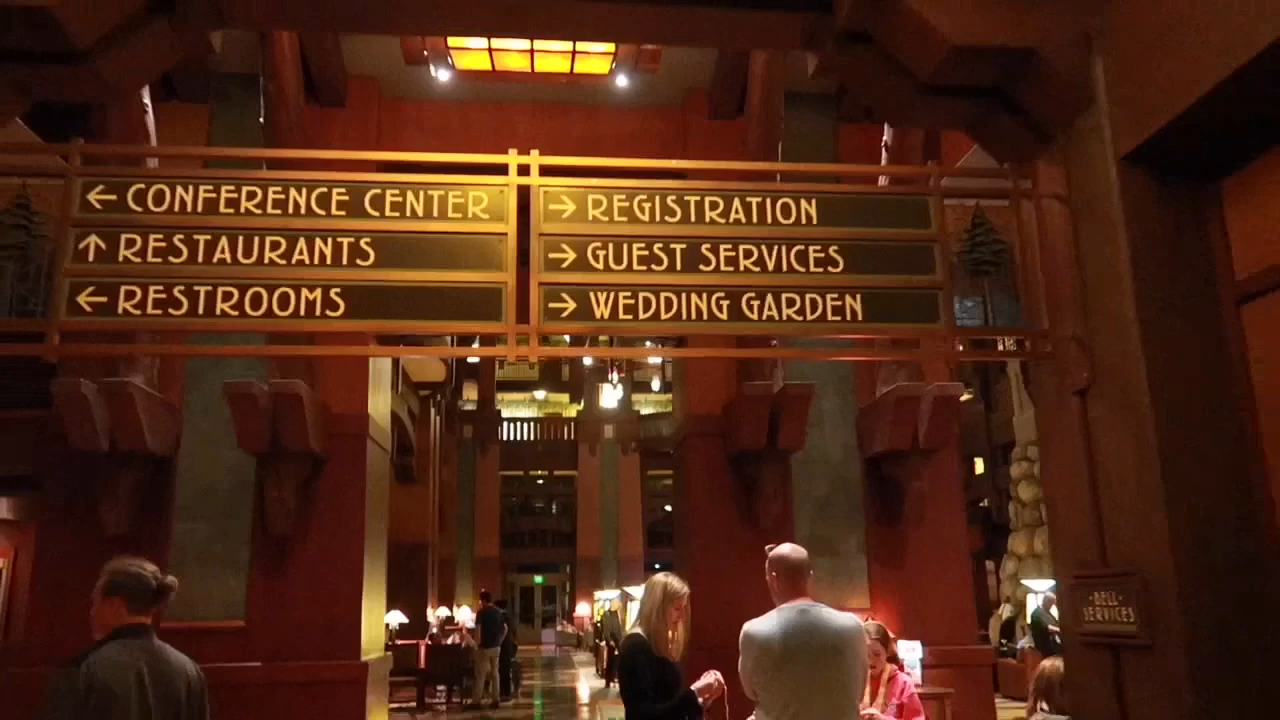 ← CONFERENCE CENTER
↑ RESTAURANTS
← RESTROOMS
→ REGISTRATION
→ GUEST SERVICES
→ WEDDING GARDEN
·BELL·
SERVICES